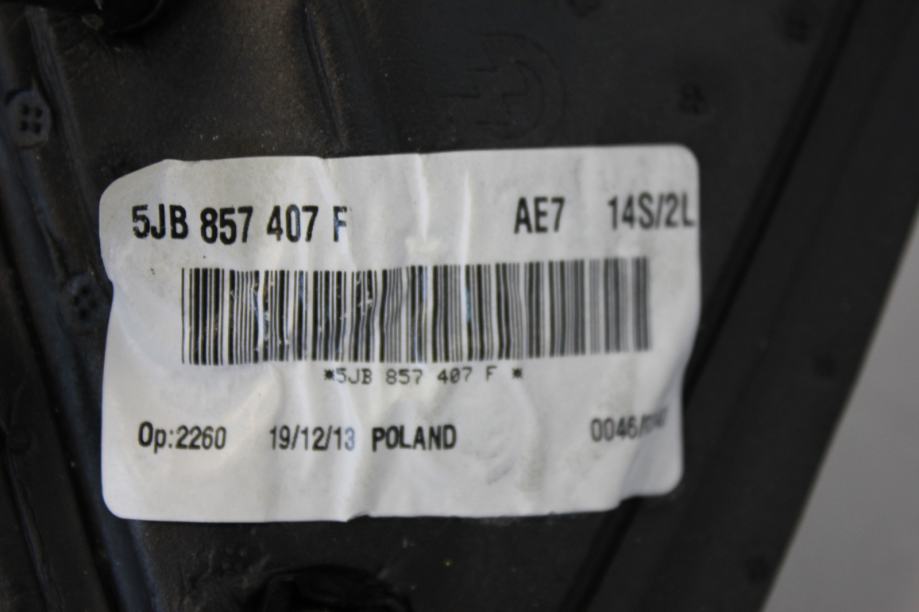 5JB 857 407 F AE7 14S/2L
*5JB 857 407 F *
Op:2260 19/12/13 POLAND